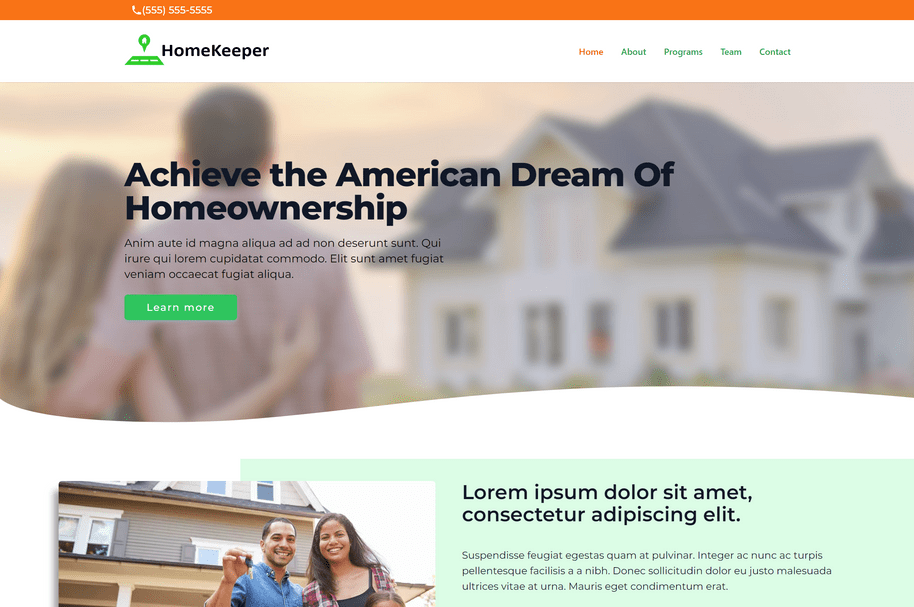 (555) 555-5555
HomeKeeper
Home About Programs Team Contact
Achieve the American Dream Of
Homeownership
Anim aute id magna aliqua ad ad non deserunt sunt. Qui
irure qui lorem cupidatat commodo. Elit sunt amet fugiat
veniam occaecat fugiat aliqua.
Learn more
Lorem ipsum dolor sit amet,
consectetur adipiscing elit.
Suspendisse feugiat egestas quam at pulvinar. Integer ac nunc ac turpis
pellentesque facilisis a a nibh. Donec sollicitudin dolor eu justo malesuada
ultrices vitae at urna. Mauris eget condimentum erat.